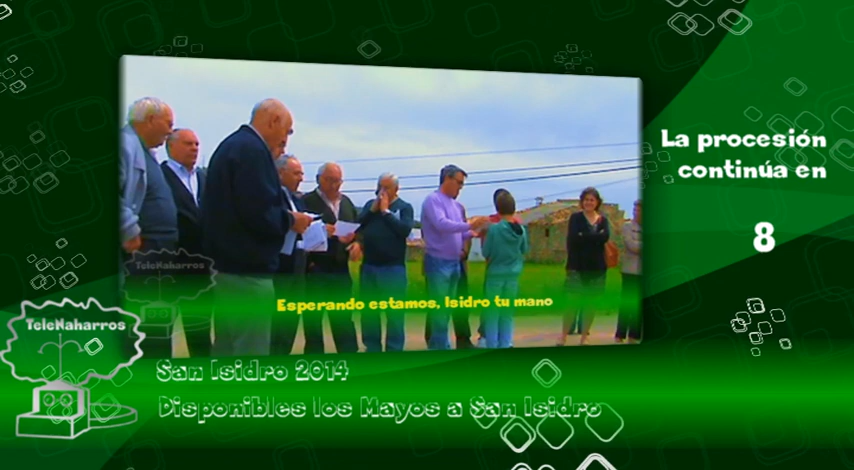 La procesión
continúa en
8
TeleNaharros
Esperando estamos, Isidro tu mano
TeleNaharros
San Isidro 2014
Disponibles los Mayos a San Isidro